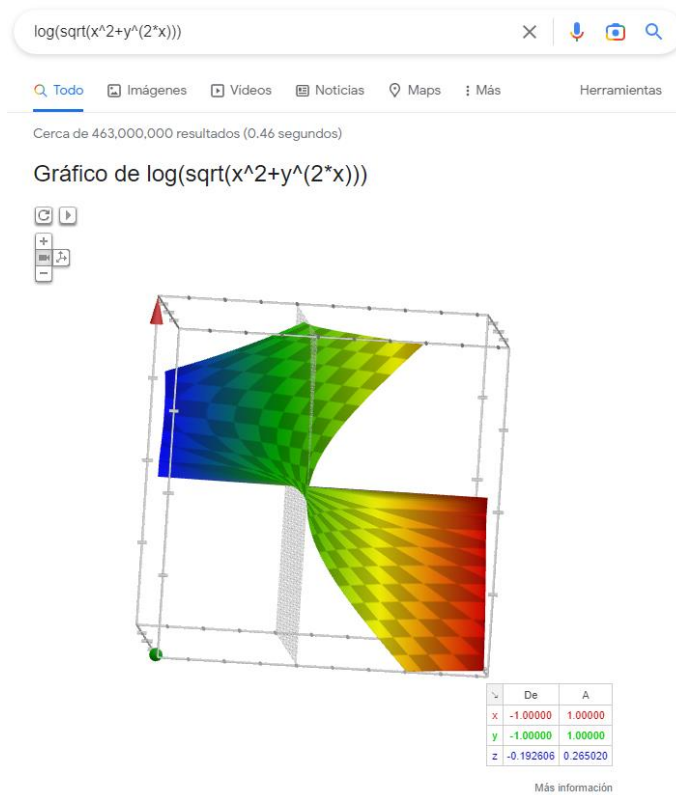 log(sqrt(x^2+y^(2*x)))
Todo Imágenes Videos Noticias Maps Más Herramientas
Cerca de 463,000,000 resultados (0.46 segundos)
Gráfico de log(sqrt(x^2+y^(2*x)))
De A
x -1.00000 1.00000
y -1.00000 1.00000
z -0.192606 0.265020
Más información